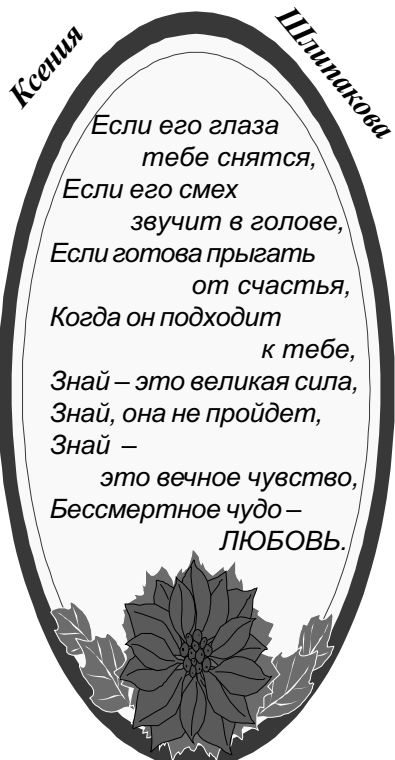 Ксения Шлипакова
Если его глаза
тебе снятся,
Если его смех
звучит в голове,
Если готова прыгать
от счастья,
Когда он подходит
к тебе,
Знай – это великая сила,
Знай, она не пройдет,
Знай –
это вечное чувство,
Бессмертное чудо –
ЛЮБОВЬ.